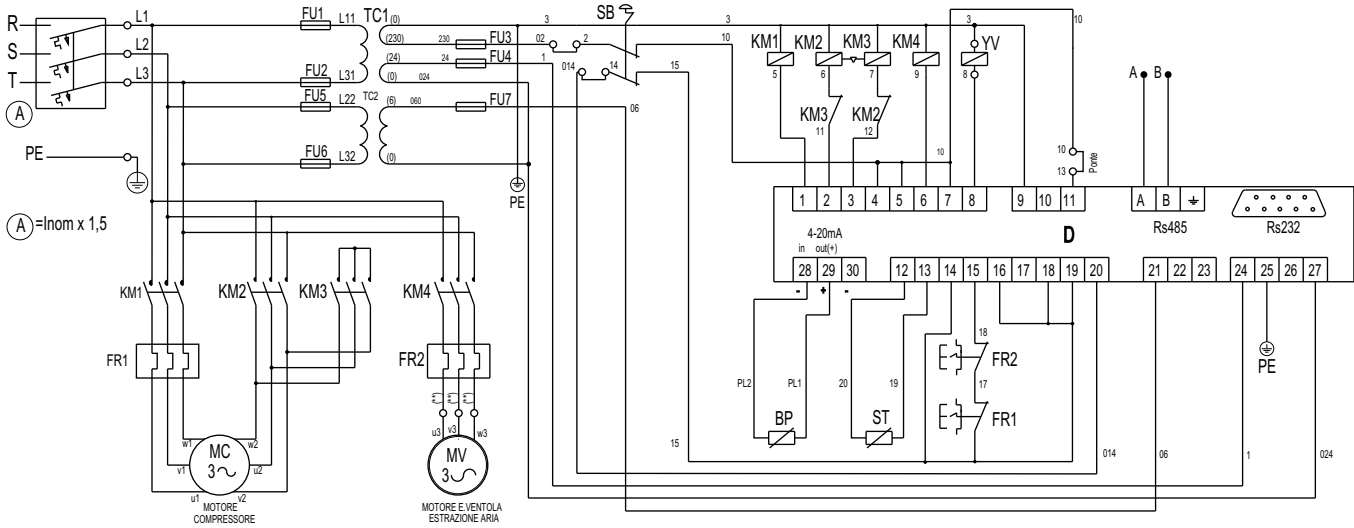 R L1 FU1 L11 TC1 (0) 3 SB 3 3 10
S L2 (230) 230 FU3 02 2 10 KM1 KM2 KM3 KM4 YV
(24) 24 FU4 1
T L3 FU2 L31 (0) 024 014 14 15 5 6 7 9 8 A B
FU5 L22 TC2 (6) 060 FU7 06
A KM3 KM2
11 12
PE FU6 L32 (0) 10 10
13 Ponte
PE
A =Inom x 1,5
1 2 3 4 5 6 7 8 9 10 11 A B
Rs485 Rs232
4-20mA D
in out(+)
28 29 30 12 13 14 15 16 17 18 19 20 21 22 23 24 25 26 27
- + -
KM1 KM2 KM3 KM4
18
FR1 FR2 FR2 PE
PL2 PL1 20 19 17
(**) (**) (**)
BP ST FR1
u3 v3 w3
w1 w2 15 014 06 1 024
MC MV
3 3
v1 u2
u1 v2
MOTORE
COMPRESSORE
MOTORE E.VENTOLA
ESTRAZIONE ARIA